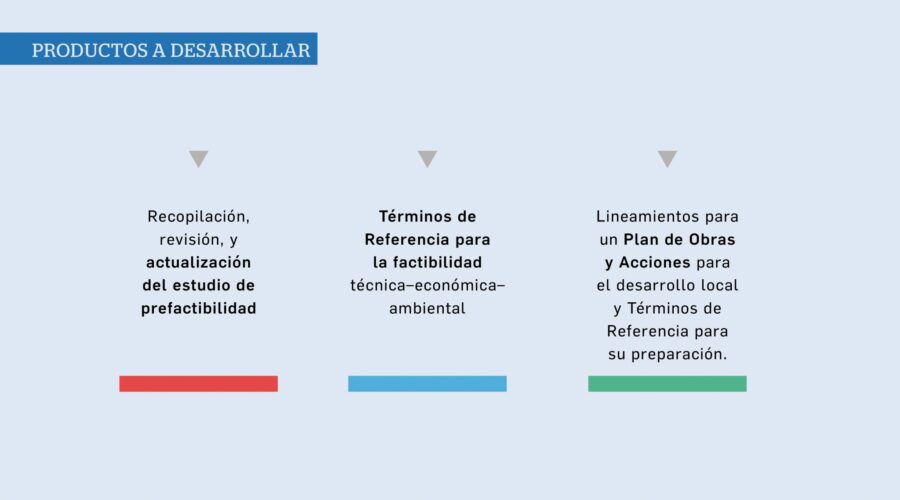 PRODUCTOS A DESARROLLAR
Recopilación,
revisión, y
actualización
del estudio de
prefactibilidad
Términos de
Referencia para
la factibilidad
técnica–económica–
ambiental
Lineamientos para
un Plan de Obras
y Acciones para
el desarrollo local
y Términos de
Referencia para
su preparación.